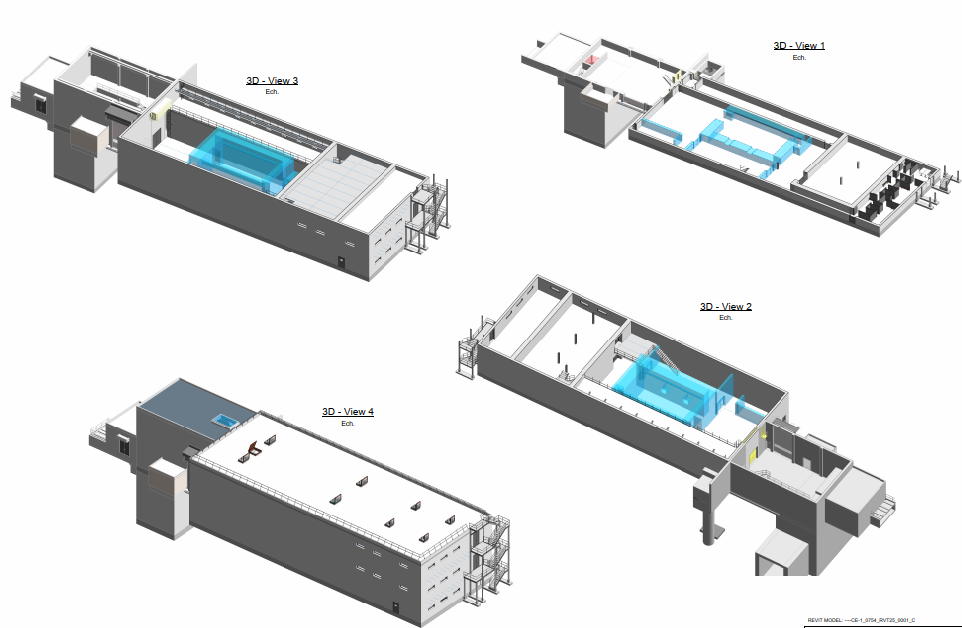 3D - View 1
Ech.
3D - View 3
Ech.
3D - View 2
Ech.
3D - View 4
Ech.
REVIT MODEL: ----CE-1_0754_RVT25_0001_C